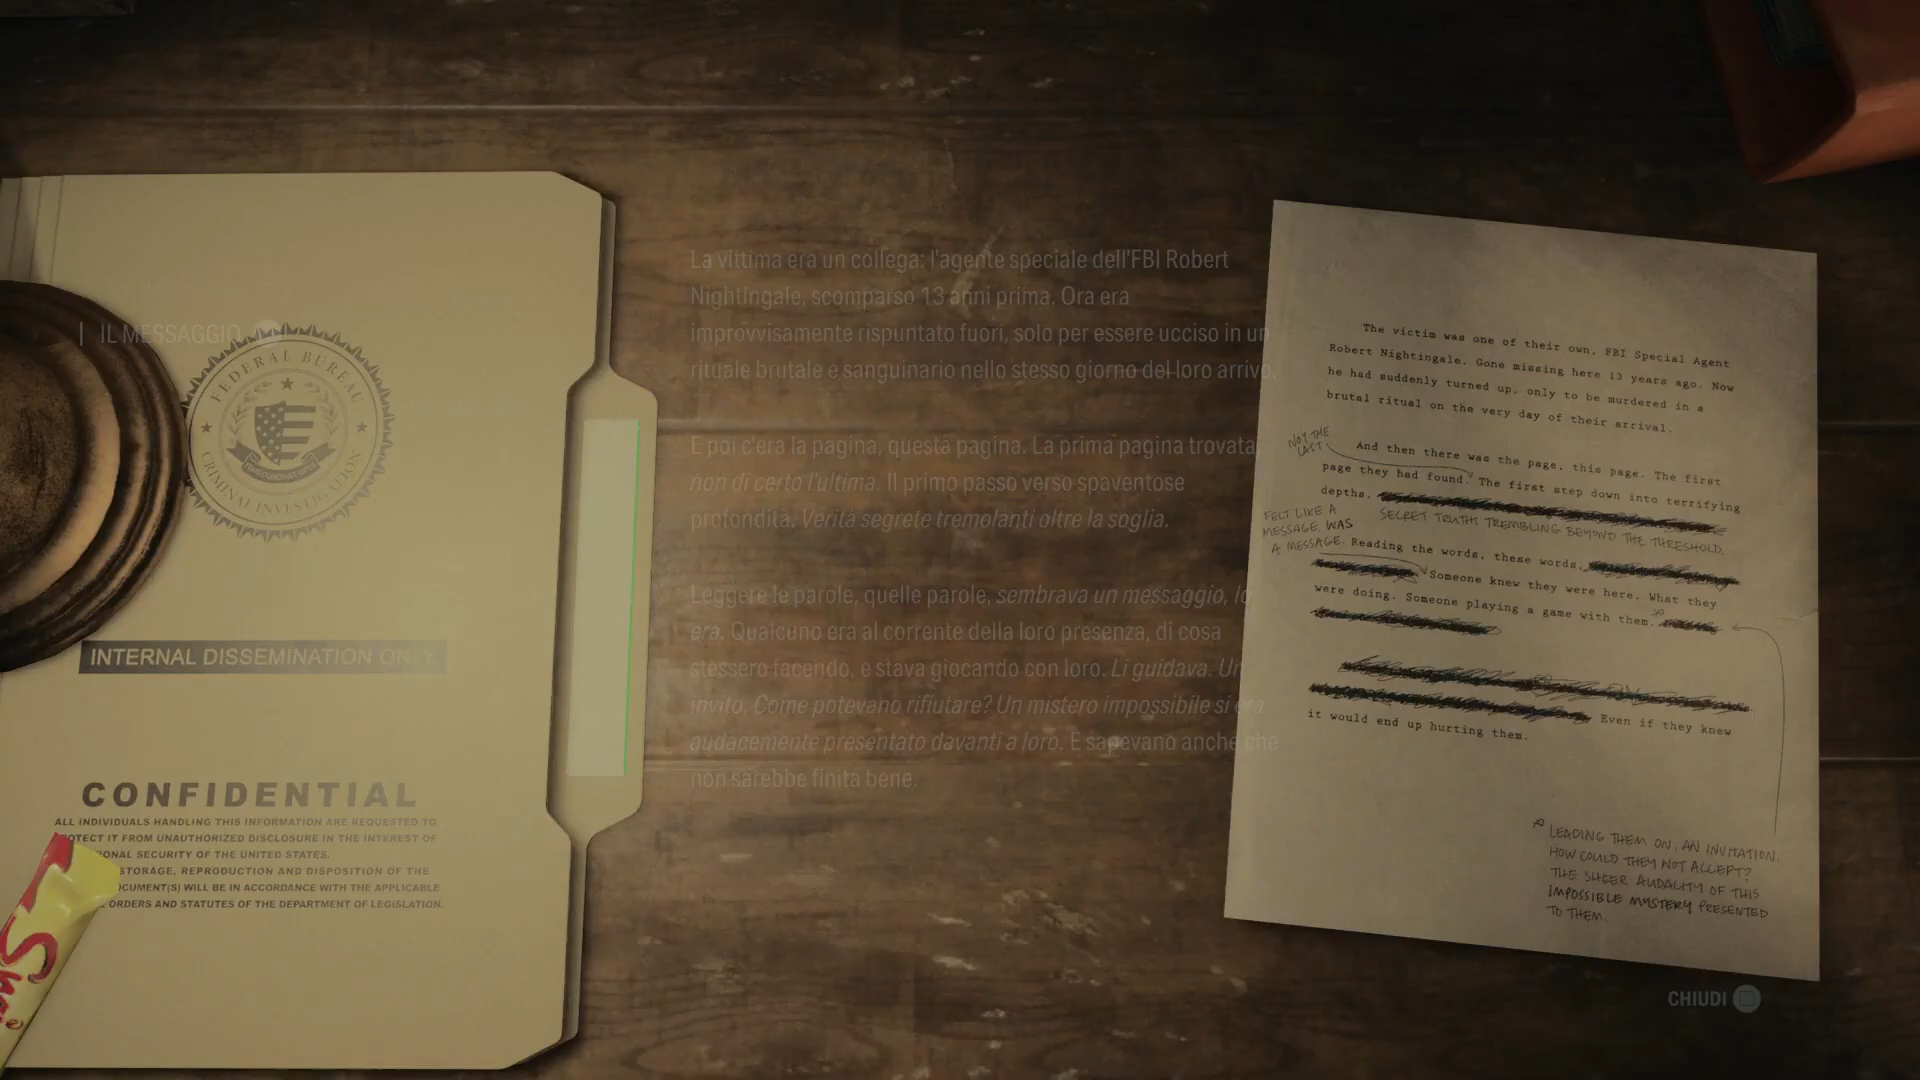 IL MESSAGGIO
FEDERAL BUREAU
CRIMINAL INVESTIGATION
INTERNAL DISSEMINATION ONLY
CONFIDENTIAL
ALL INDIVIDUALS HANDLING THIS INFORMATION ARE REQUESTED TO
OTECT IT FROM UNAUTHORIZED DISCLOSURE IN THE INTEREST OF
IONAL SECURITY OF THE UNITED STATES.
STORAGE, REPRODUCTION AND DISPOSITION OF THE
OCUMENT(S) WILL BE IN ACCORDANCE WITH THE APPLICABLE
ORDERS AND STATUTES OF THE DEPARTMENT OF LEGISLATION.
La vittima era un collega: l'agente speciale dell'FBI Robert
Nightingale, scomparso 13 anni prima. Ora era
improvvisamente rispuntato fuori, solo per essere ucciso in un
rituale brutale e sanguinario nello stesso giorno del loro arrivo.
E poi c'era la pagina, questa pagina. La prima pagina trovata,
non di certo l'ultima. Il primo passo verso spaventose
profondità. Verità segrete tremolanti oltre la soglia.
Leggere le parole, quelle parole, sembrava un messaggio, lo
era. Qualcuno era al corrente della loro presenza, di cosa
stessero facendo, e stava giocando con loro. Li guidava. Un
invito. Come potevano rifiutare? Un mistero impossibile si era
audacemente presentato davanti a loro. E sapevano anche che
non sarebbe finita bene.
The victim was one of their own, FBI Special Agent
Robert Nightingale. Gone missing here 13 years ago. Now
he had suddenly turned up, only to be murdered in a
brutal ritual on the very day of their arrival.
NOT THE
LAST
And then there was the page, this page. The first
page they had found. The first step down into terrifying
depths.
SECRET TRUTHS TREMBLING BEYOND THE THRESHOLD.
FELT LIKE A
MESSAGE, WAS
A MESSAGE.
Reading the words, these words,
Someone knew they were here. What they
were doing. Someone playing a game with them.
Even if they knew
it would end up hurting them.
LEADING THEM ON. AN INVITATION.
HOW COULD THEY NOT ACCEPT?
THE SHEER AUDACITY OF THIS
IMPOSSIBLE MYSTERY PRESENTED
TO THEM.
CHIUDI